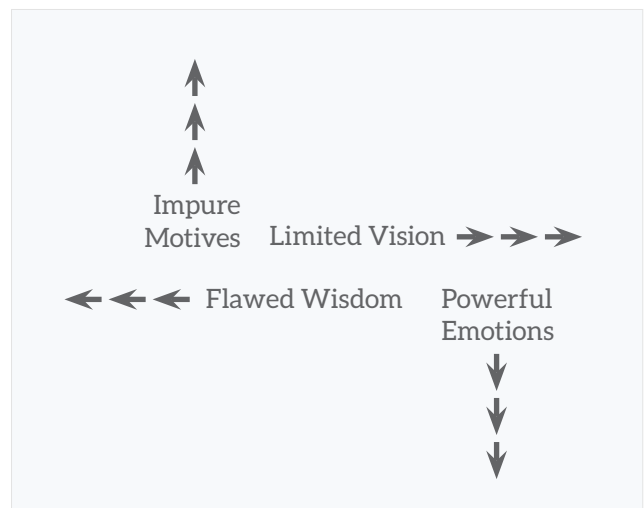 Impure
Motives
Limited Vision
Flawed Wisdom
Powerful
Emotions